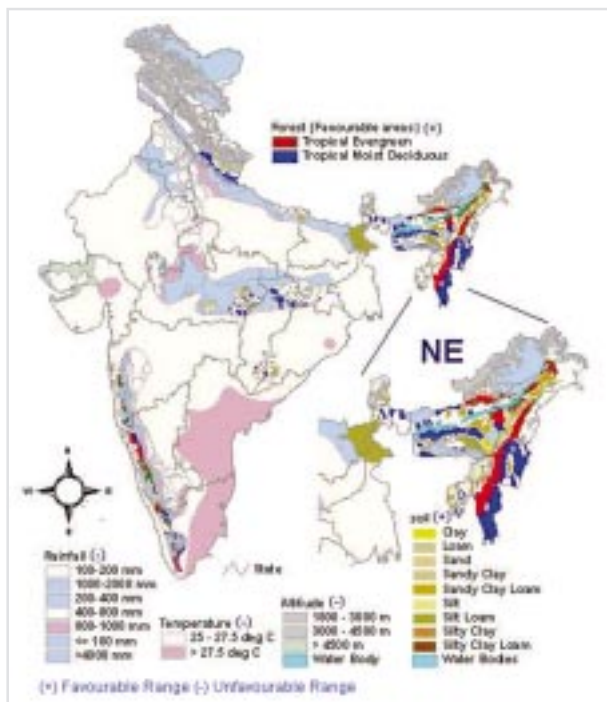 Forest (Favourable areas) (+)
Tropical Evergreen
Tropical Moist Deciduous
NE
Rainfall (-)
100-200 mm
1000-2000 mm
200-400 mm
400-800 mm
800-1000 mm
<= 100 mm
>4000 mm
State
Temperature (-)
25 - 27.5 deg C
> 27.5 deg C
Altitude (-)
1800 - 3000 m
3000 - 4500 m
> 4500 m
Water Body
soil (+)
Clay
Loam
Sand
Sandy Clay
Sandy Clay Loam
Silt
Silt Loam
Silty Clay
Silty Clay Loam
Water Bodies
(+) Favourable Range (-) Unfavourable Range